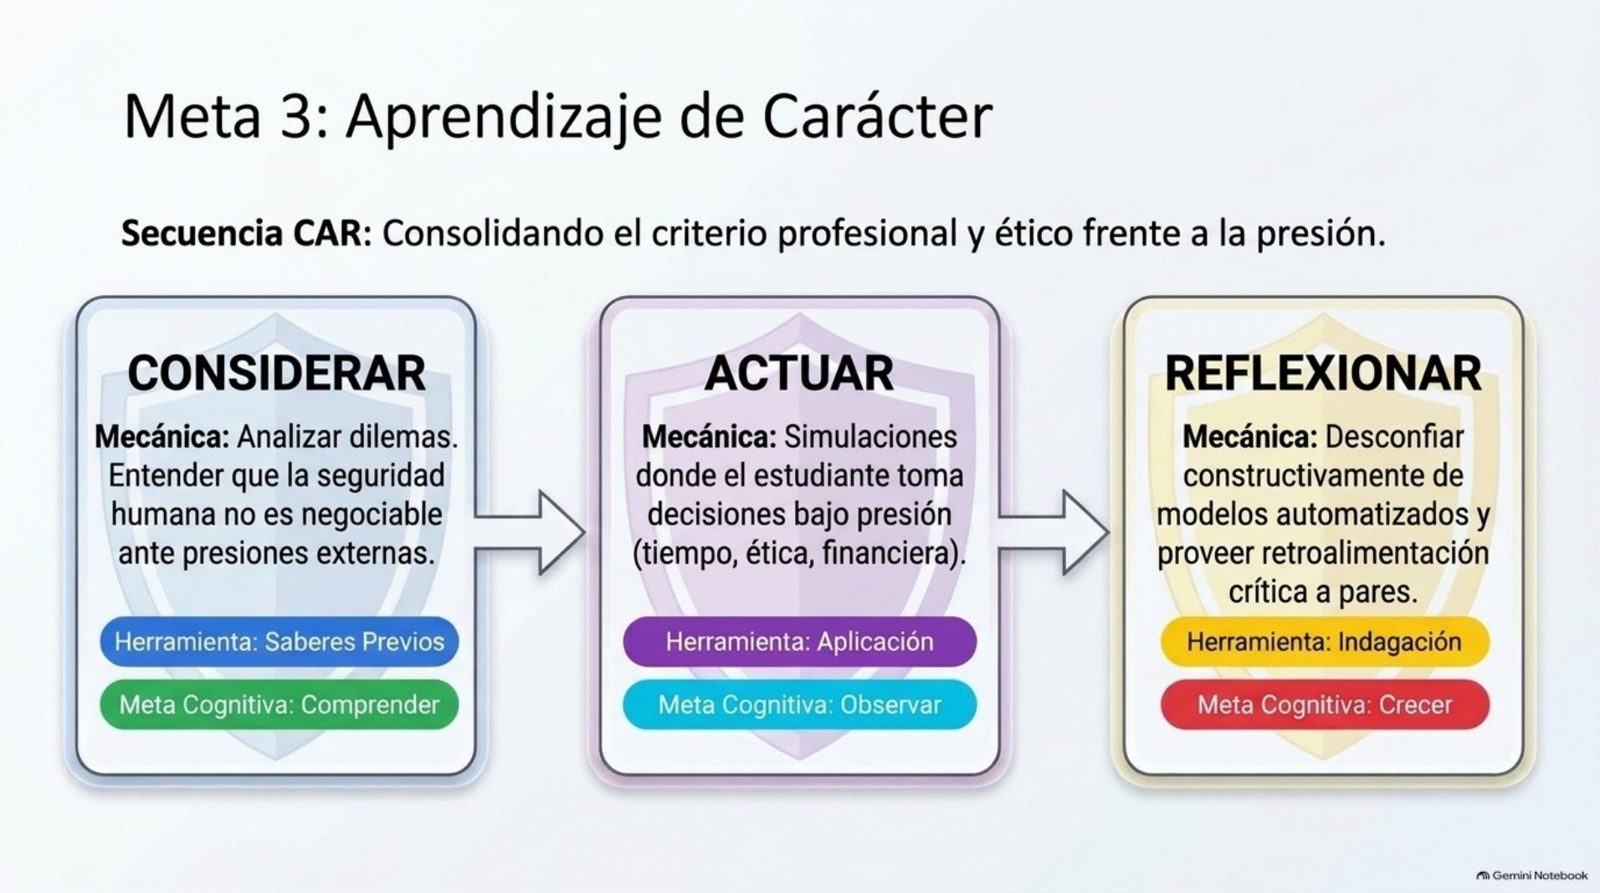 Meta 3: Aprendizaje de Carácter
Secuencia CAR: Consolidando el criterio profesional y ético frente a la presión.
CONSIDERAR
Mecánica: Analizar dilemas.
Entender que la seguridad
humana no es negociable
ante presiones externas.
Herramienta: Saberes Previos
Meta Cognitiva: Comprender
ACTUAR
Mecánica: Simulaciones
donde el estudiante toma
decisiones bajo presión
(tiempo, ética, financiera).
Herramienta: Aplicación
Meta Cognitiva: Observar
REFLEXIONAR
Mecánica: Desconfiar
constructivamente de
modelos automatizados y
proveer retroalimentación
crítica a pares.
Herramienta: Indagación
Meta Cognitiva: Crecer
Gemini Notebook